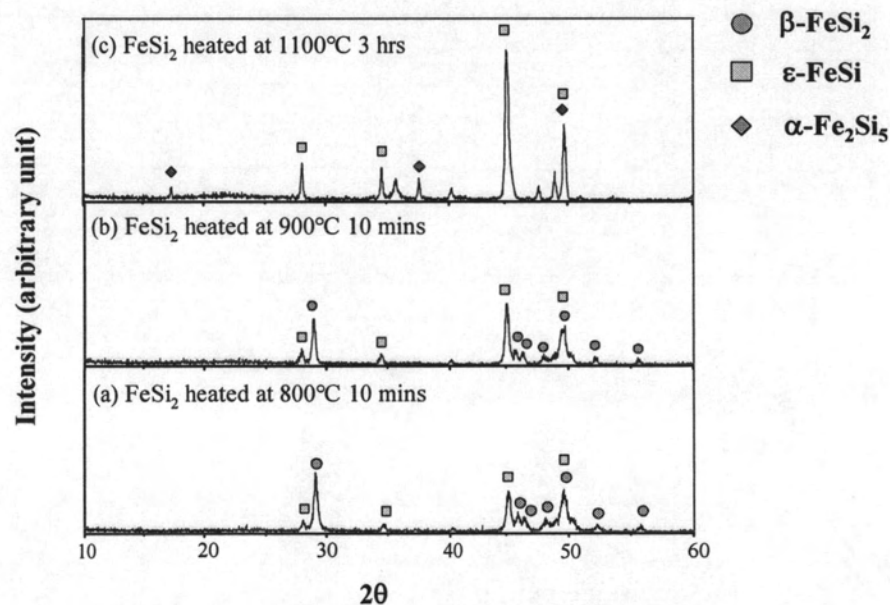 Intensity (arbitrary unit)
(c) FeSi₂ heated at 1100℃ 3 hrs
(b) FeSi₂ heated at 900℃ 10 mins
(a) FeSi₂ heated at 800℃ 10 mins
10 20 30 40 50 60
2θ
β-FeSi₂
ε-FeSi
α-Fe₂Si₅